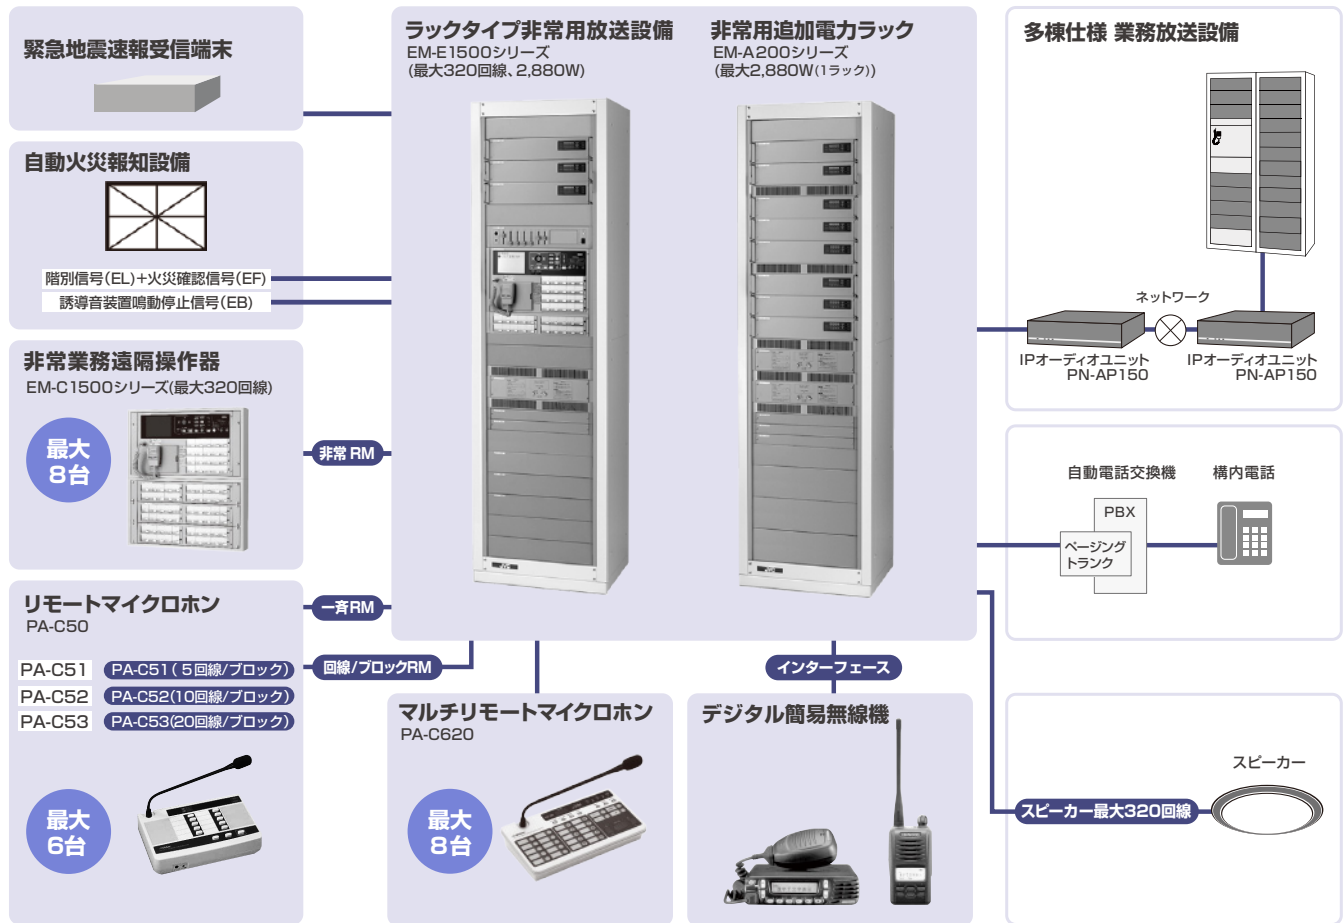 緊急地震速報受信端末
自動火災報知設備
階別信号(EL)+火災確認信号(EF)
誘導音装置鳴動停止信号(EB)
非常業務遠隔操作器
EM-C1500シリーズ(最大320回線)
最大
8台
非常 RM
リモートマイクロホン
PA-C50
一斉RM
PA-C51
PA-C51(5回線/ブロック)
回線/ブロックRM
PA-C52
PA-C52(10回線/ブロック)
PA-C53
PA-C53(20回線/ブロック)
最大
6台
ラックタイプ非常用放送設備
EM-E1500シリーズ
(最大320回線、2,880W)
非常用追加電力ラック
EM-A200シリーズ
(最大2,880W(1ラック))
マルチリモートマイクロホン
PA-C620
最大
8台
インターフェース
デジタル簡易無線機
多棟仕様 業務放送設備
ネットワーク
IPオーディオユニット
PN-AP150
IPオーディオユニット
PN-AP150
自動電話交換機
構内電話
PBX
ページング
トランク
スピーカー
スピーカー最大320回線